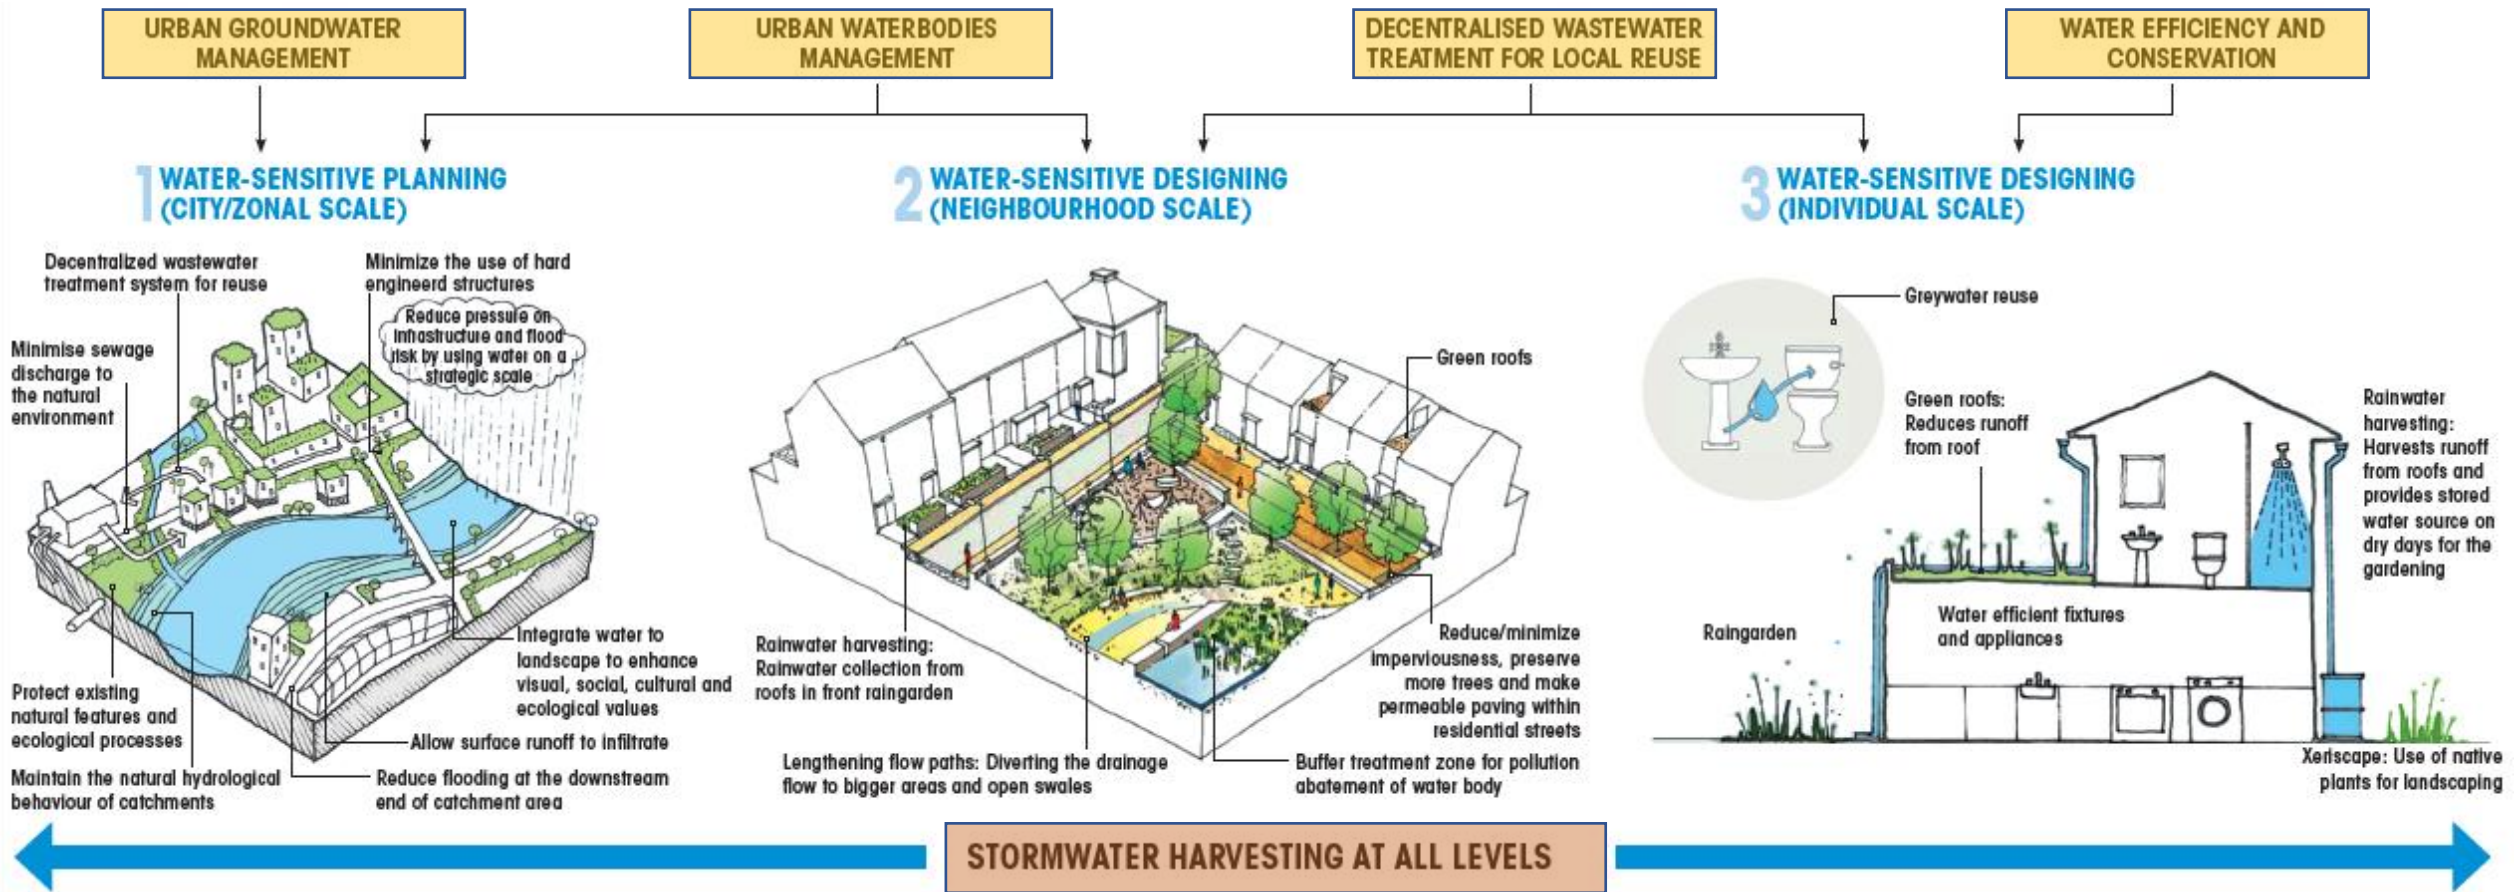 URBAN GROUNDWATER
MANAGEMENT
URBAN WATERBODIES
MANAGEMENT
DECENTRALISED WASTEWATER
TREATMENT FOR LOCAL REUSE
WATER EFFICIENCY AND
CONSERVATION
1 WATER-SENSITIVE PLANNING
(CITY/ZONAL SCALE)
Decentralized wastewater
treatment system for reuse
Minimize the use of hard
engineerd structures
Reduce pressure on
infrastructure and flood
risk by using water on a
strategic scale
Minimise sewage
discharge to
the natural
environment
Protect existing
natural features and
ecological processes
Maintain the natural hydrological
behaviour of catchments
Integrate water to
landscape to enhance
visual, social, cultural and
ecological values
Allow surface runoff to infiltrate
Reduce flooding at the downstream
end of catchment area
2 WATER-SENSITIVE DESIGNING
(NEIGHBOURHOOD SCALE)
Green roofs
Rainwater harvesting:
Rainwater collection from
roofs in front raingarden
Reduce/minimize
imperviousness, preserve
more trees and make
permeable paving within
residential streets
Lengthening flow paths: Diverting the drainage
flow to bigger areas and open swales
Buffer treatment zone for pollution
abatement of water body
3 WATER-SENSITIVE DESIGNING
(INDIVIDUAL SCALE)
Greywater reuse
Green roofs:
Reduces runoff
from roof
Rainwater
harvesting:
Harvests runoff
from roofs and
provides stored
water source on
dry days for the
gardening
Water efficient fixtures
and appliances
Raingarden
Xeriscape: Use of native
plants for landscaping
STORMWATER HARVESTING AT ALL LEVELS